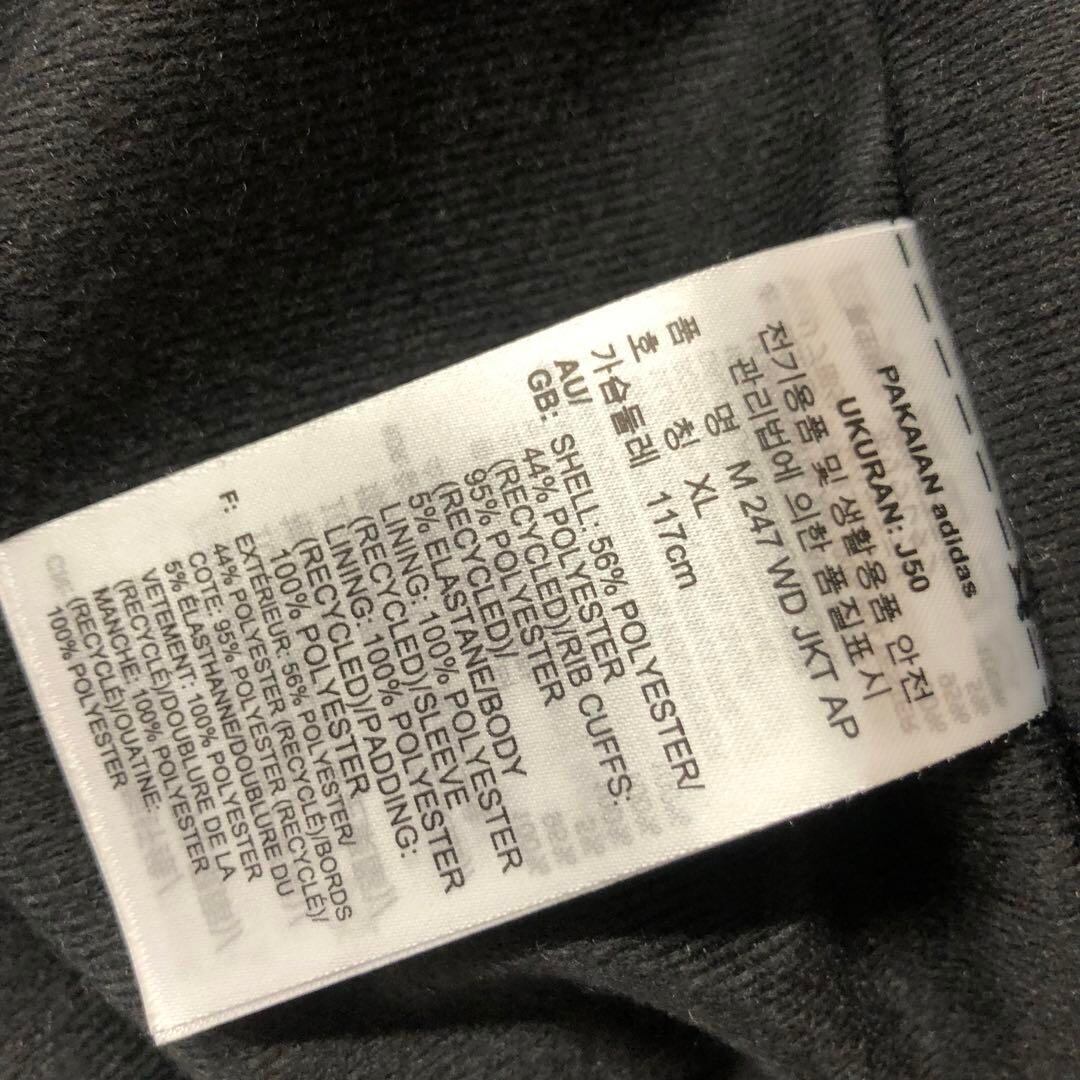 PAKAIAN adidas
UKURAN: J50
전기용품 및 생활용품 안전
관리법에 의한 품질표시
품 명 M 247 WD JKT AP
호 칭 XL
가슴둘레 117cm
AU/
GB: SHELL: 56% POLYESTER/
44% POLYESTER
(RECYCLED)/RIB CUFFS:
95% POLYESTER
(RECYCLED)/
5% ELASTANE/BODY
LINING: 100% POLYESTER
(RECYCLED)/SLEEVE
LINING: 100% POLYESTER
(RECYCLED)/PADDING:
100% POLYESTER
F: EXTÉRIEUR: 56% POLYESTER/
44% POLYESTER (RECYCLÉ)/BORDS
COTE: 95% POLYESTER (RECYCLÉ)/
5% ÉLASTHANNE/DOUBLURE DU
VETEMENT: 100% POLYESTER
(RECYCLÉ)/DOUBLURE DE LA
MANCHE: 100% POLYESTER
(RECYCLÉ)/OUATINE:
100% POLYESTER